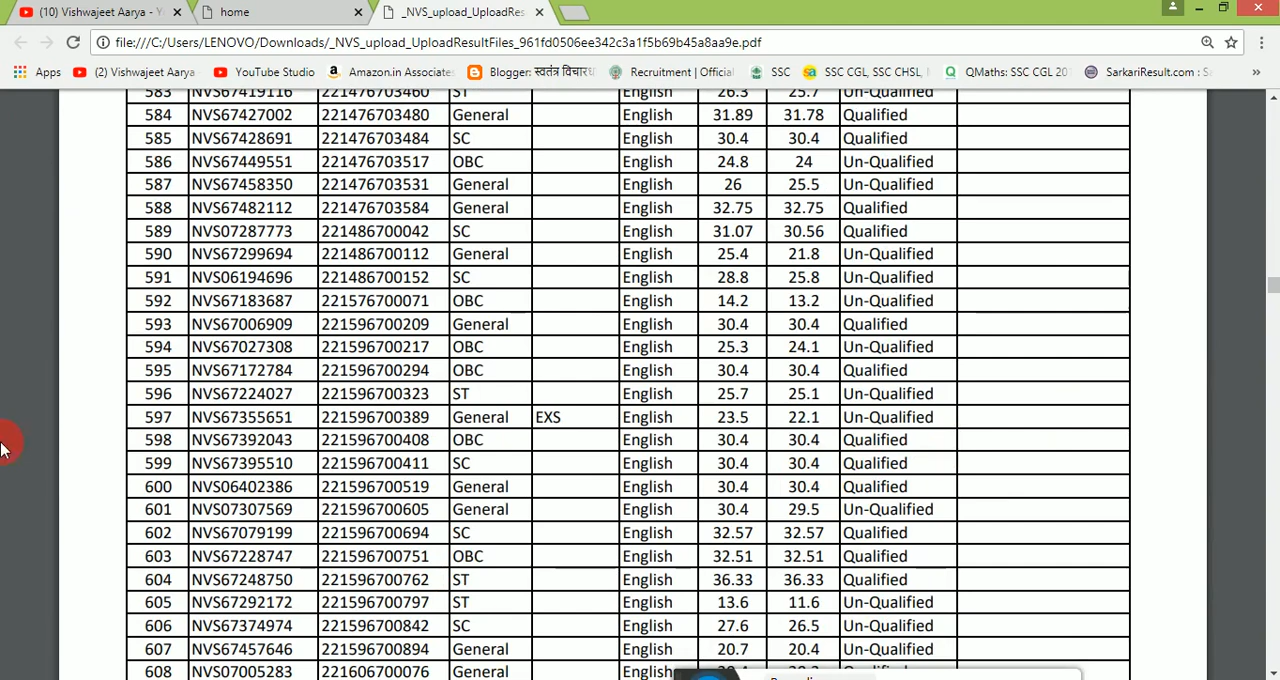 (10) Vishwajeet Aarya - Y
home
_NVS_upload_UploadRes
file:///C:/Users/LENOVO/Downloads/_NVS_upload_UploadResultFiles_961fd0506ee342c3a1f5b69b45a8aa9e.pdf
Apps (2) Vishwajeet Aarya YouTube Studio Amazon.in Associates Blogger: स्वतंत्र विचारध Recruitment | Official SSC SSC CGL, SSC CHSL, QMaths: SSC CGL 201 SarkariResult.com : Sa »
583 NVS67419116 221476703460 ST English 26.3 25.7 Un-Qualified
584 NVS67427002 221476703480 General English 31.89 31.78 Qualified
585 NVS67428691 221476703484 SC English 30.4 30.4 Qualified
586 NVS67449551 221476703517 OBC English 24.8 24 Un-Qualified
587 NVS67458350 221476703531 General English 26 25.5 Un-Qualified
588 NVS67482112 221476703584 General English 32.75 32.75 Qualified
589 NVS07287773 221486700042 SC English 31.07 30.56 Qualified
590 NVS67299694 221486700112 General English 25.4 21.8 Un-Qualified
591 NVS06194696 221486700152 SC English 28.8 25.8 Un-Qualified
592 NVS67183687 221576700071 OBC English 14.2 13.2 Un-Qualified
593 NVS67006909 221596700209 General English 30.4 30.4 Qualified
594 NVS67027308 221596700217 OBC English 25.3 24.1 Un-Qualified
595 NVS67172784 221596700294 OBC English 30.4 30.4 Qualified
596 NVS67224027 221596700323 ST English 25.7 25.1 Un-Qualified
597 NVS67355651 221596700389 General EXS English 23.5 22.1 Un-Qualified
598 NVS67392043 221596700408 OBC English 30.4 30.4 Qualified
599 NVS67395510 221596700411 SC English 30.4 30.4 Qualified
600 NVS06402386 221596700519 General English 30.4 30.4 Qualified
601 NVS07307569 221596700605 General English 30.4 29.5 Un-Qualified
602 NVS67079199 221596700694 SC English 32.57 32.57 Qualified
603 NVS67228747 221596700751 OBC English 32.51 32.51 Qualified
604 NVS67248750 221596700762 ST English 36.33 36.33 Qualified
605 NVS67292172 221596700797 ST English 13.6 11.6 Un-Qualified
606 NVS67374974 221596700842 SC English 27.6 26.5 Un-Qualified
607 NVS67457646 221596700894 General English 20.7 20.4 Un-Qualified
608 NVS67005283 221606700076 General English